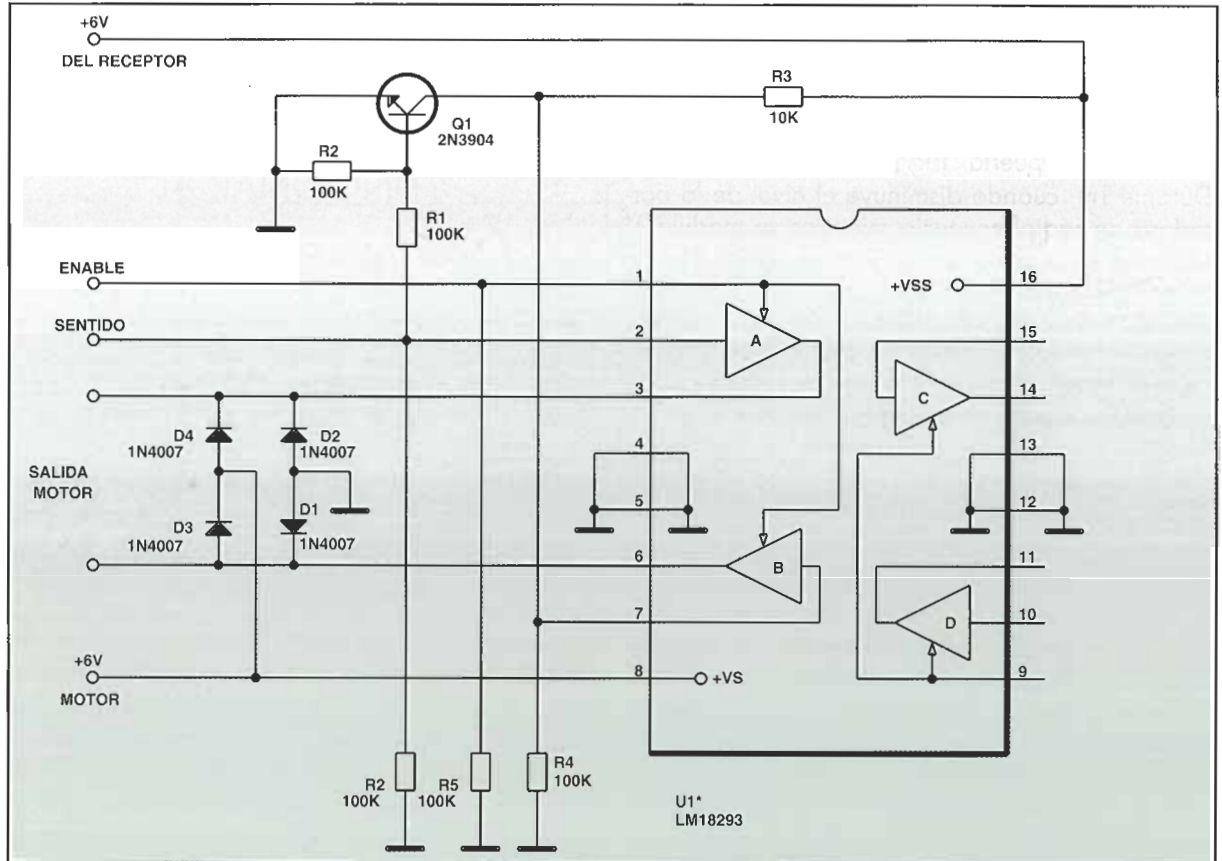 +6V
DEL RECEPTOR
Q1
2N3904
R3
10K
R2
100K
R1
100K
ENABLE
SENTIDO
SALIDA
MOTOR
D4
1N4007
D2
1N4007
D3
1N4007
D1
1N4007
+6V
MOTOR
R2
100K
R5
100K
R4
100K
1
2
3
4
5
6
7
8
+VS
A
B
C
D
+VSS
16
15
14
13
12
11
10
9
U1*
LM18293